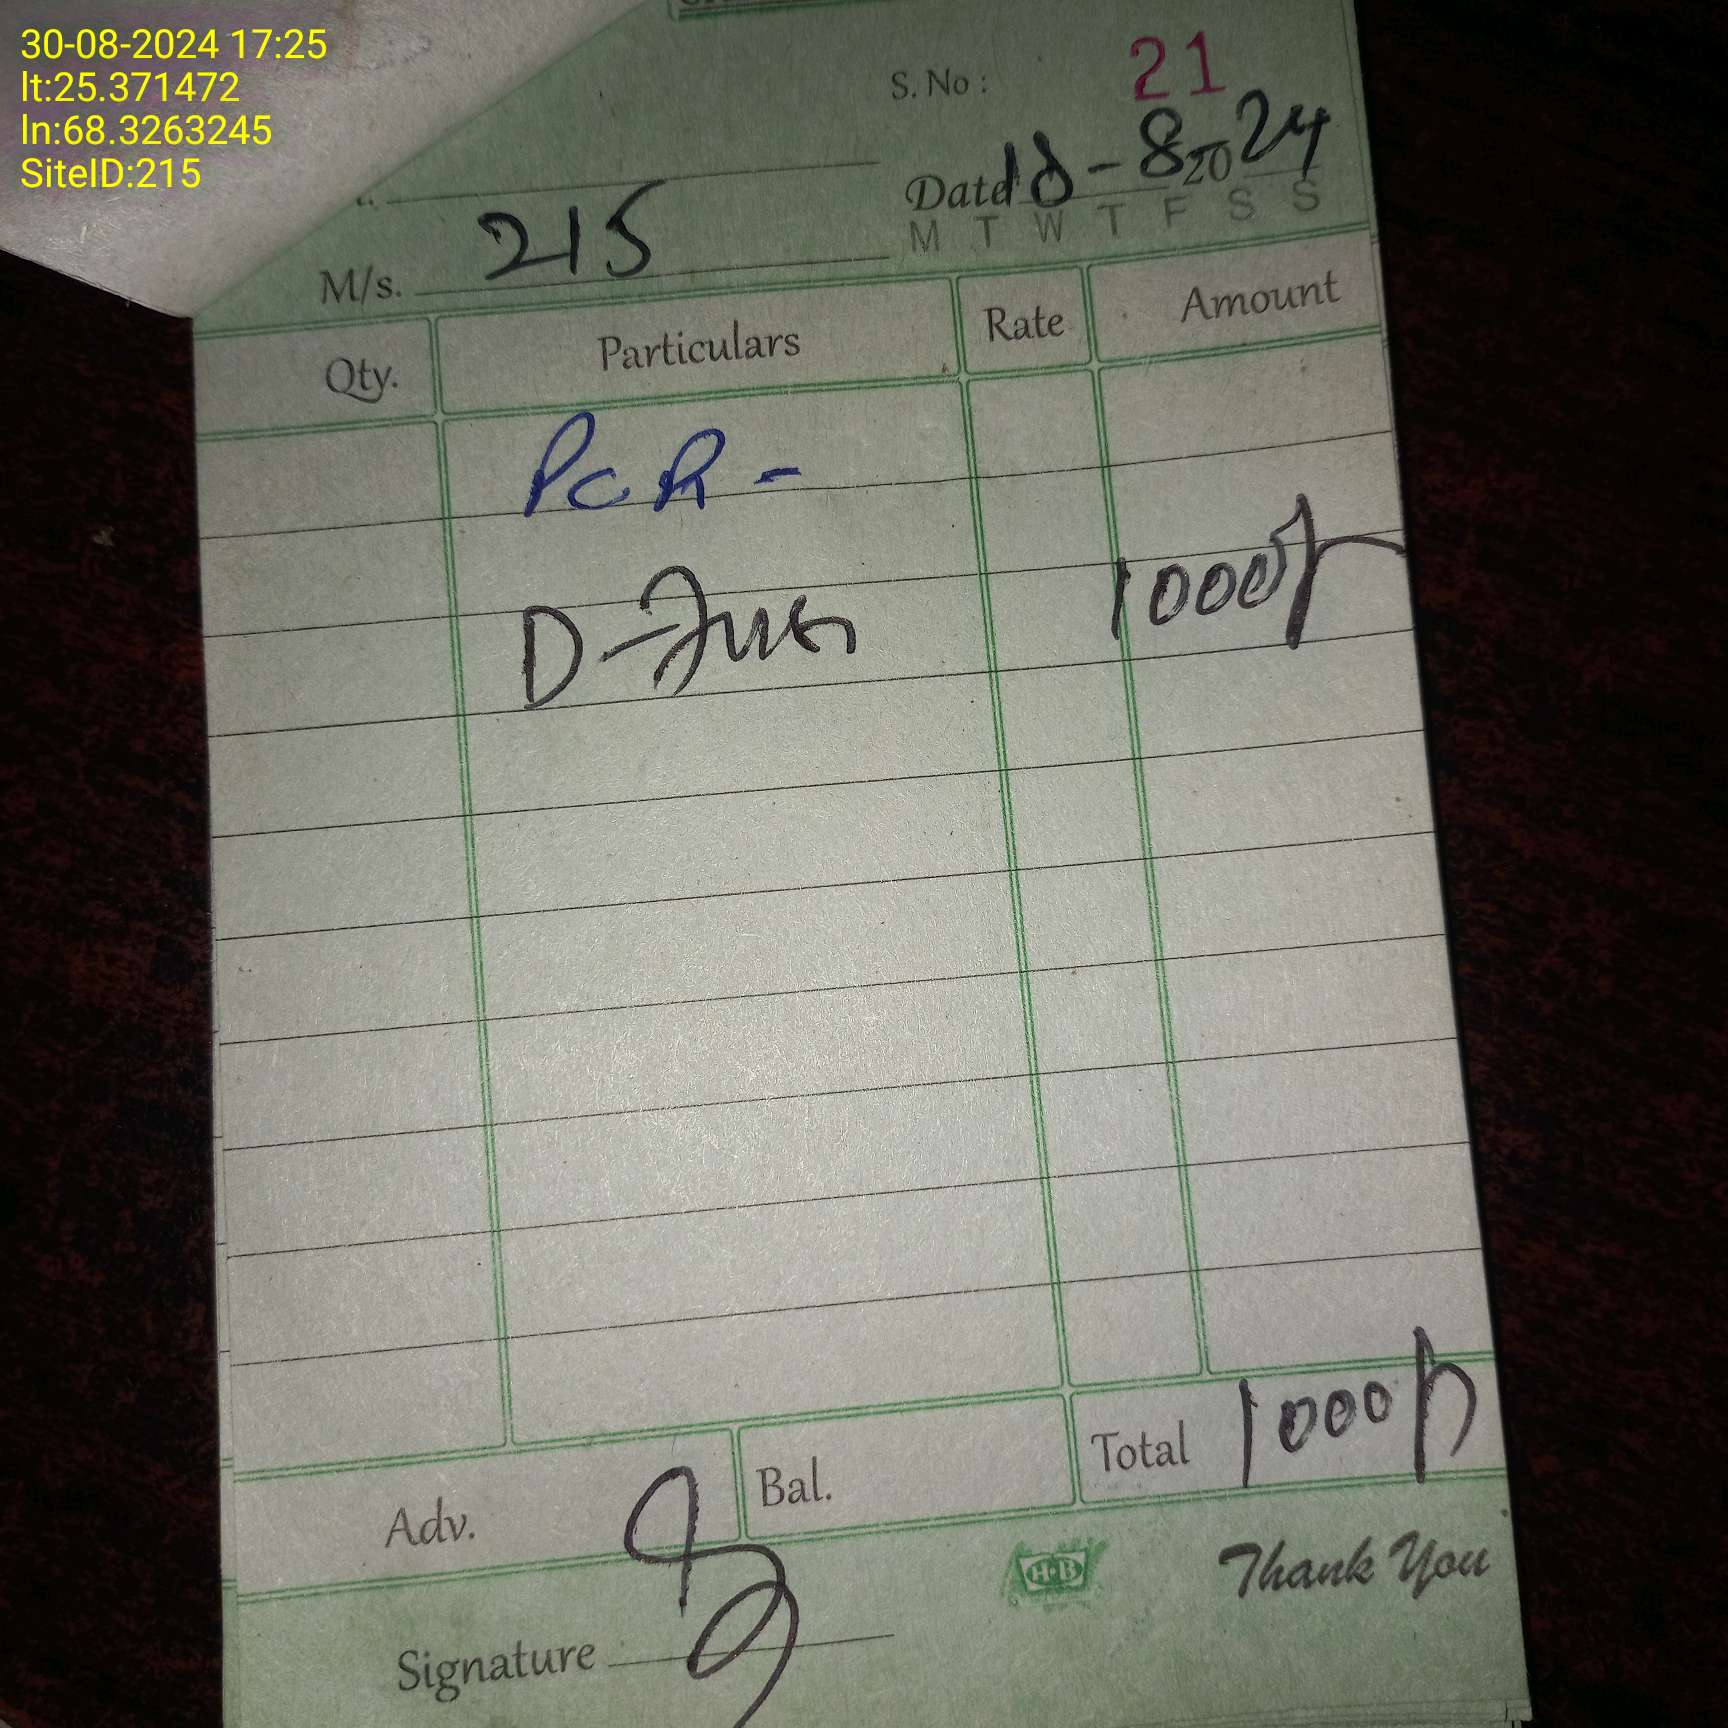 30-08-2024 17:25
lt:25.371472
ln:68.3263245
SiteID:215
S. No : 21
Date 18-8-2024
M T W T F S S
M/s. 215
Qty. Particulars Rate Amount
PCR -
D- 1000/-
Total 1000/-
Adv. Bal.
H·B Thank You
Signature